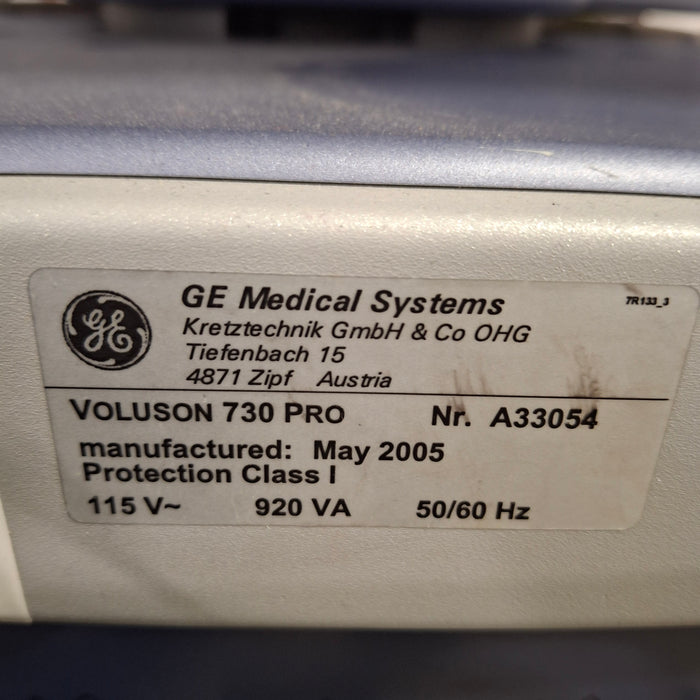 GE
GE Medical Systems
7R133_3
Kretztechnik GmbH & Co OHG
Tiefenbach 15
4871 Zipf Austria
VOLUSON 730 PRO Nr. A33054
manufactured: May 2005
Protection Class I
115 V~ 920 VA 50/60 Hz